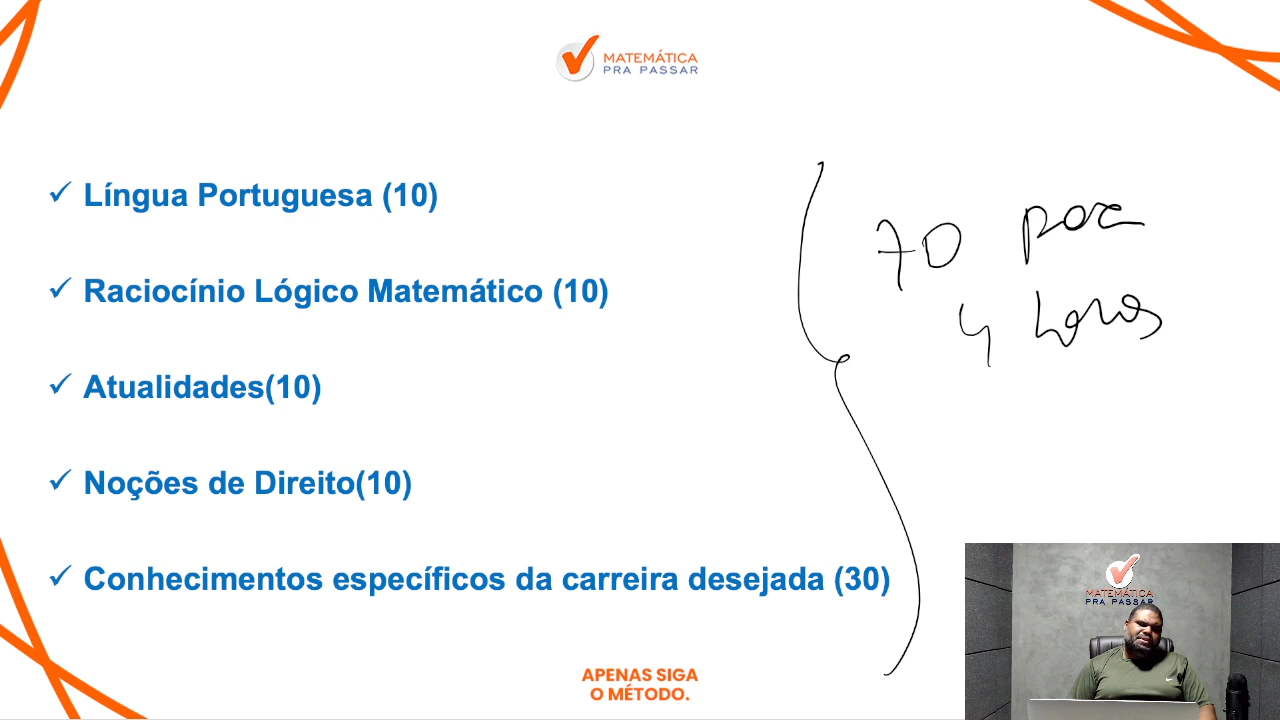 MATEMÁTICA
PRA PASSAR
Língua Portuguesa (10)
Raciocínio Lógico Matemático (10)
Atualidades(10)
Noções de Direito(10)
Conhecimentos específicos da carreira desejada (30)
70 por
4 horas
MATEMÁTICA
PRA PASSAR
APENAS SIGA
O MÉTODO.